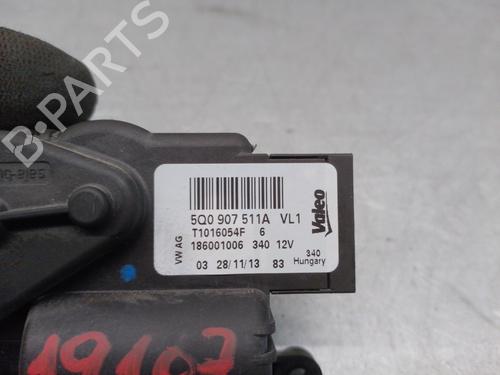 B-PARTS
5Q0 907 511A VL1
T1016054F 6
186001006 340 12V
03 28/11/13 83
VW AG
Valeo
340
Hungary